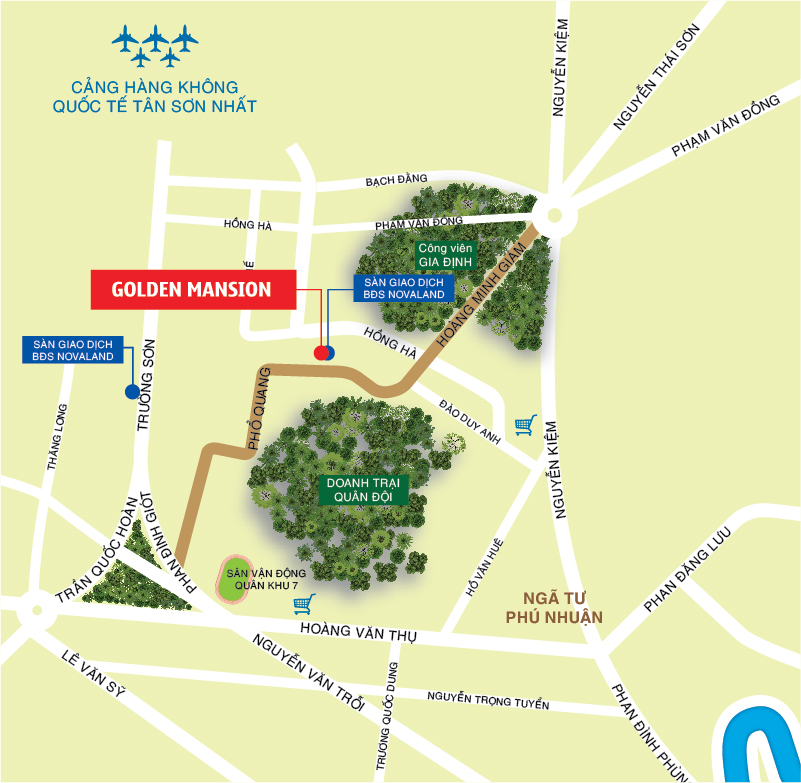 CẢNG HÀNG KHÔNG
QUỐC TẾ TÂN SƠN NHẤT
NGUYỄN KIỆM
NGUYỄN THÁI SƠN
PHẠM VĂN ĐỒNG
BẠCH ĐẰNG
HỒNG HÀ
PHẠM VĂN ĐỒNG
Công viên
GIA ĐỊNH
HOÀNG MINH GIÁM
GOLDEN MANSION
SÀN GIAO DỊCH
BĐS NOVALAND
SÀN GIAO DỊCH
BĐS NOVALAND
HỒNG HÀ
TRƯỜNG SƠN
PHỔ QUANG
THĂNG LONG
ĐÀO DUY ANH
NGUYỄN KIỆM
DOANH TRẠI
QUÂN ĐỘI
TRẦN QUỐC HOÀN
PHAN ĐÌNH GIÓT
SÂN VẬN ĐỘNG
QUÂN KHU 7
HỒ VĂN HUÊ
PHAN ĐĂNG LƯU
NGÃ TƯ
PHÚ NHUẬN
HOÀNG VĂN THỤ
LÊ VĂN SỸ
NGUYỄN VĂN TRỖI
TRƯƠNG QUỐC DUNG
NGUYỄN TRỌNG TUYỂN
PHAN ĐÌNH PHÙN